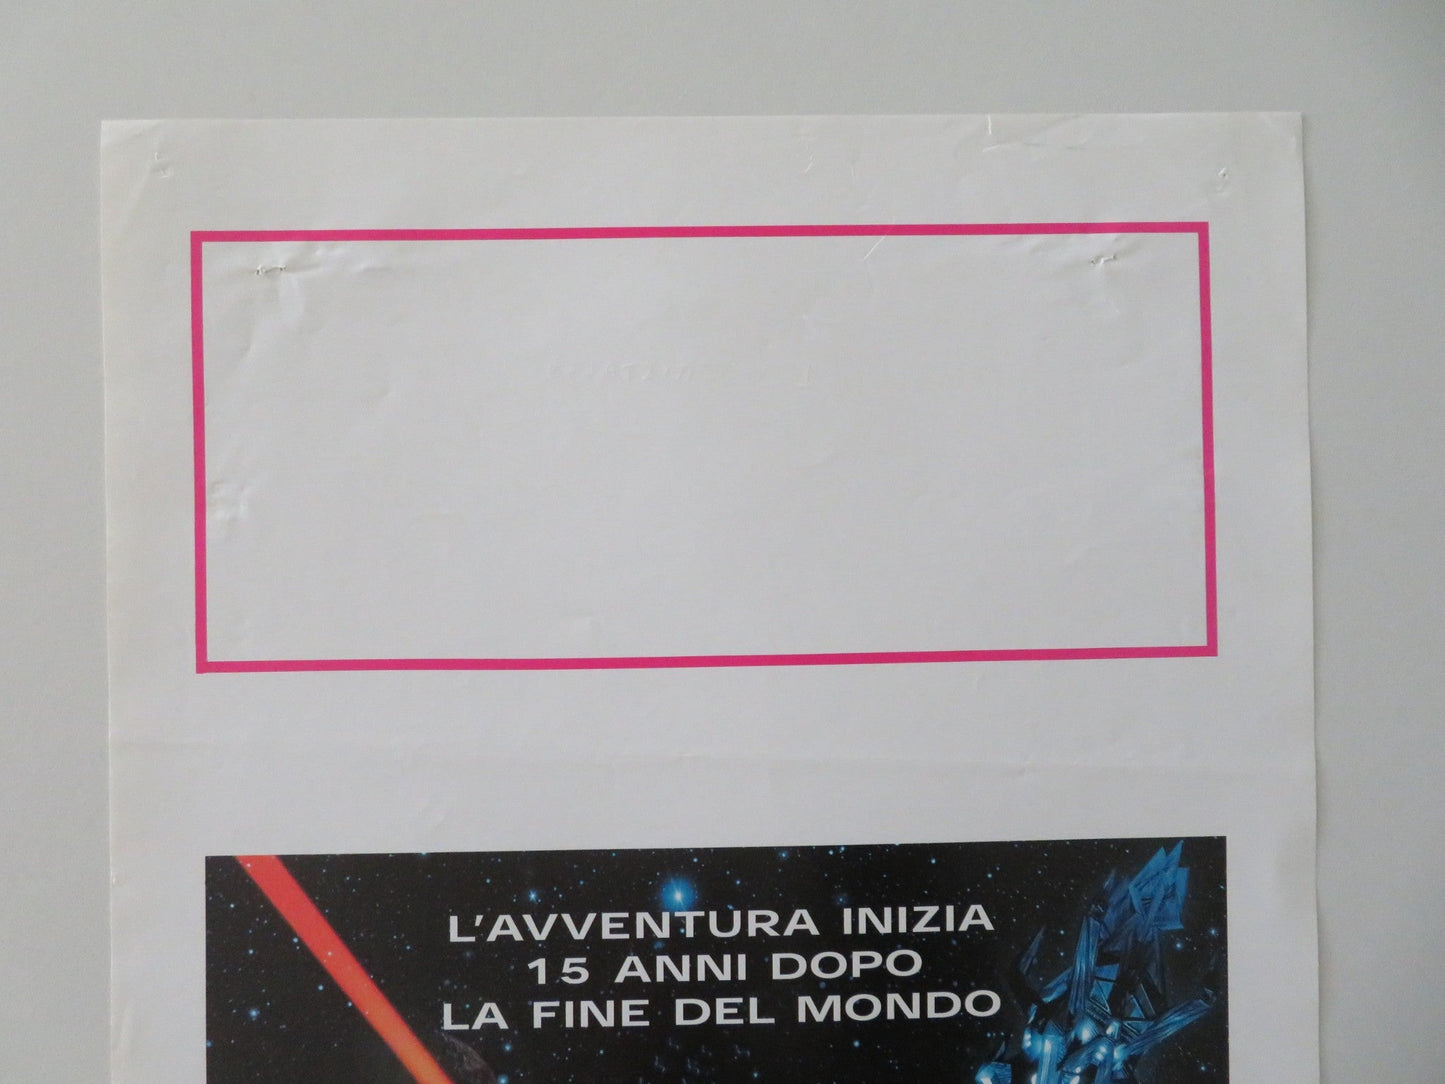 L'AVVENTURA INIZIA
15 ANNI DOPO
LA FINE DEL MONDO